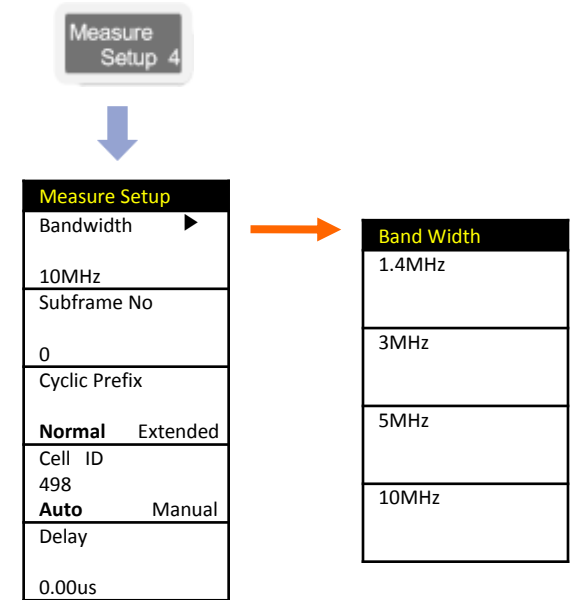 Measure
Setup 4
Measure Setup
Bandwidth ▶
10MHz
Subframe No
0
Cyclic Prefix
Normal Extended
Cell ID
498
Auto Manual
Delay
0.00us
Band Width
1.4MHz
3MHz
5MHz
10MHz